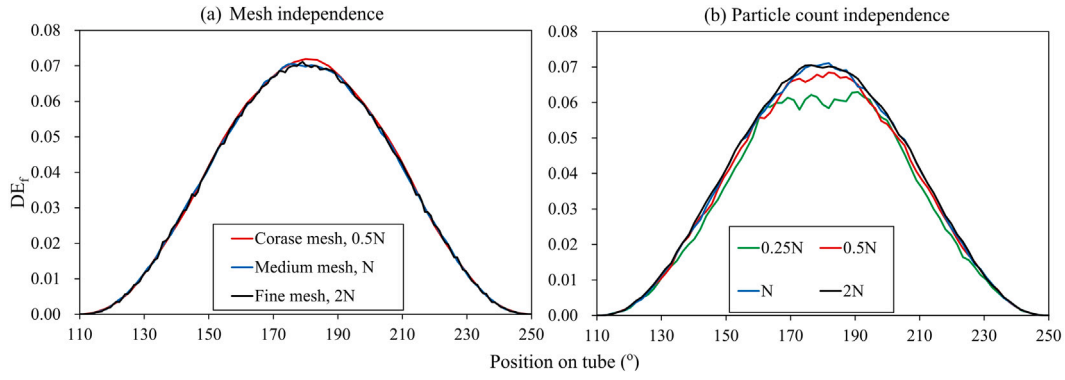 (a) Mesh independence
(b) Particle count independence
DE_f
0.08
0.07
0.06
0.05
0.04
0.03
0.02
0.01
0.00
Corase mesh, 0.5N
Medium mesh, N
Fine mesh, 2N
110 130 150 170 190 210 230 250
0.08
0.07
0.06
0.05
0.04
0.03
0.02
0.01
0.00
0.25N 0.5N
N 2N
110 130 150 170 190 210 230 250
Position on tube (°)